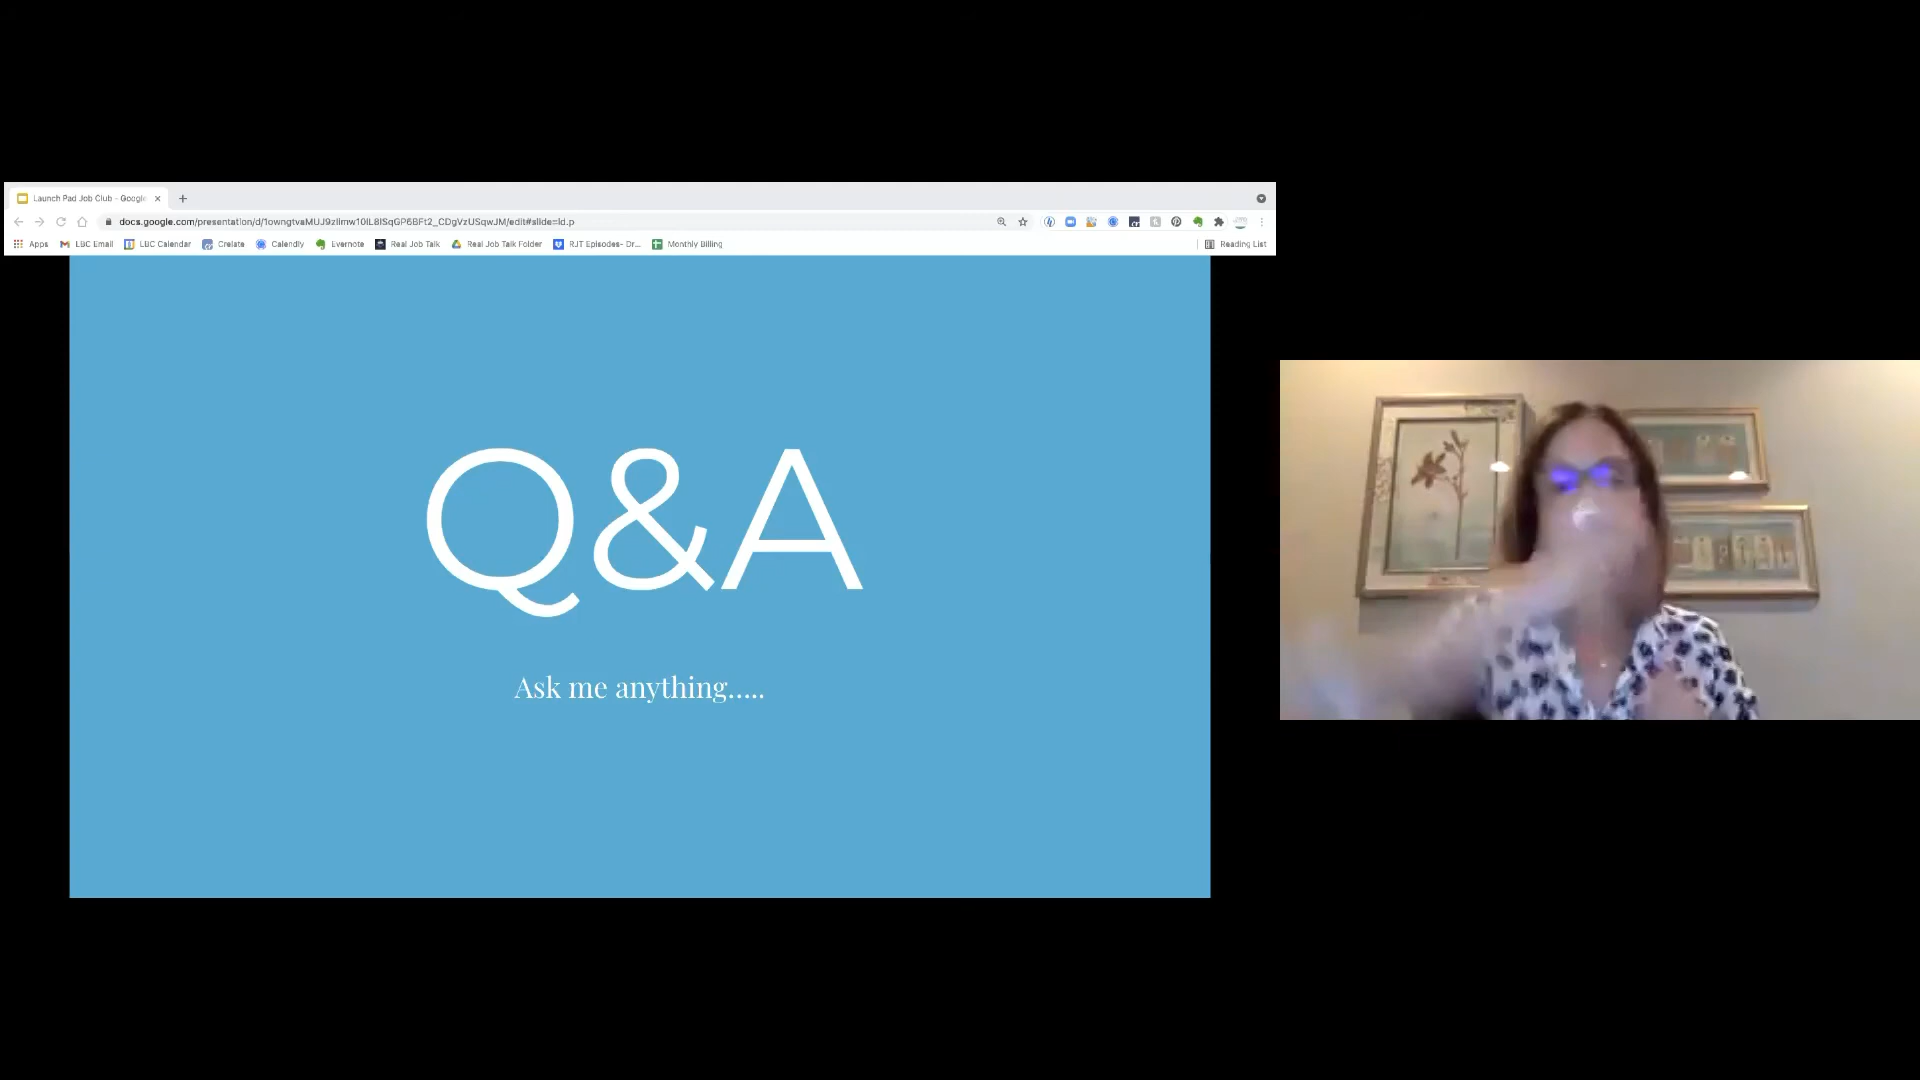 Launch Pad Job Club - Google
Apps LBC Email LBC Calendar Create Calendly Evernote Real Job Talk Real Job Talk Folder RJT Episodes- Dr... Monthly Billing Reading List
Q&A
Ask me anything.....